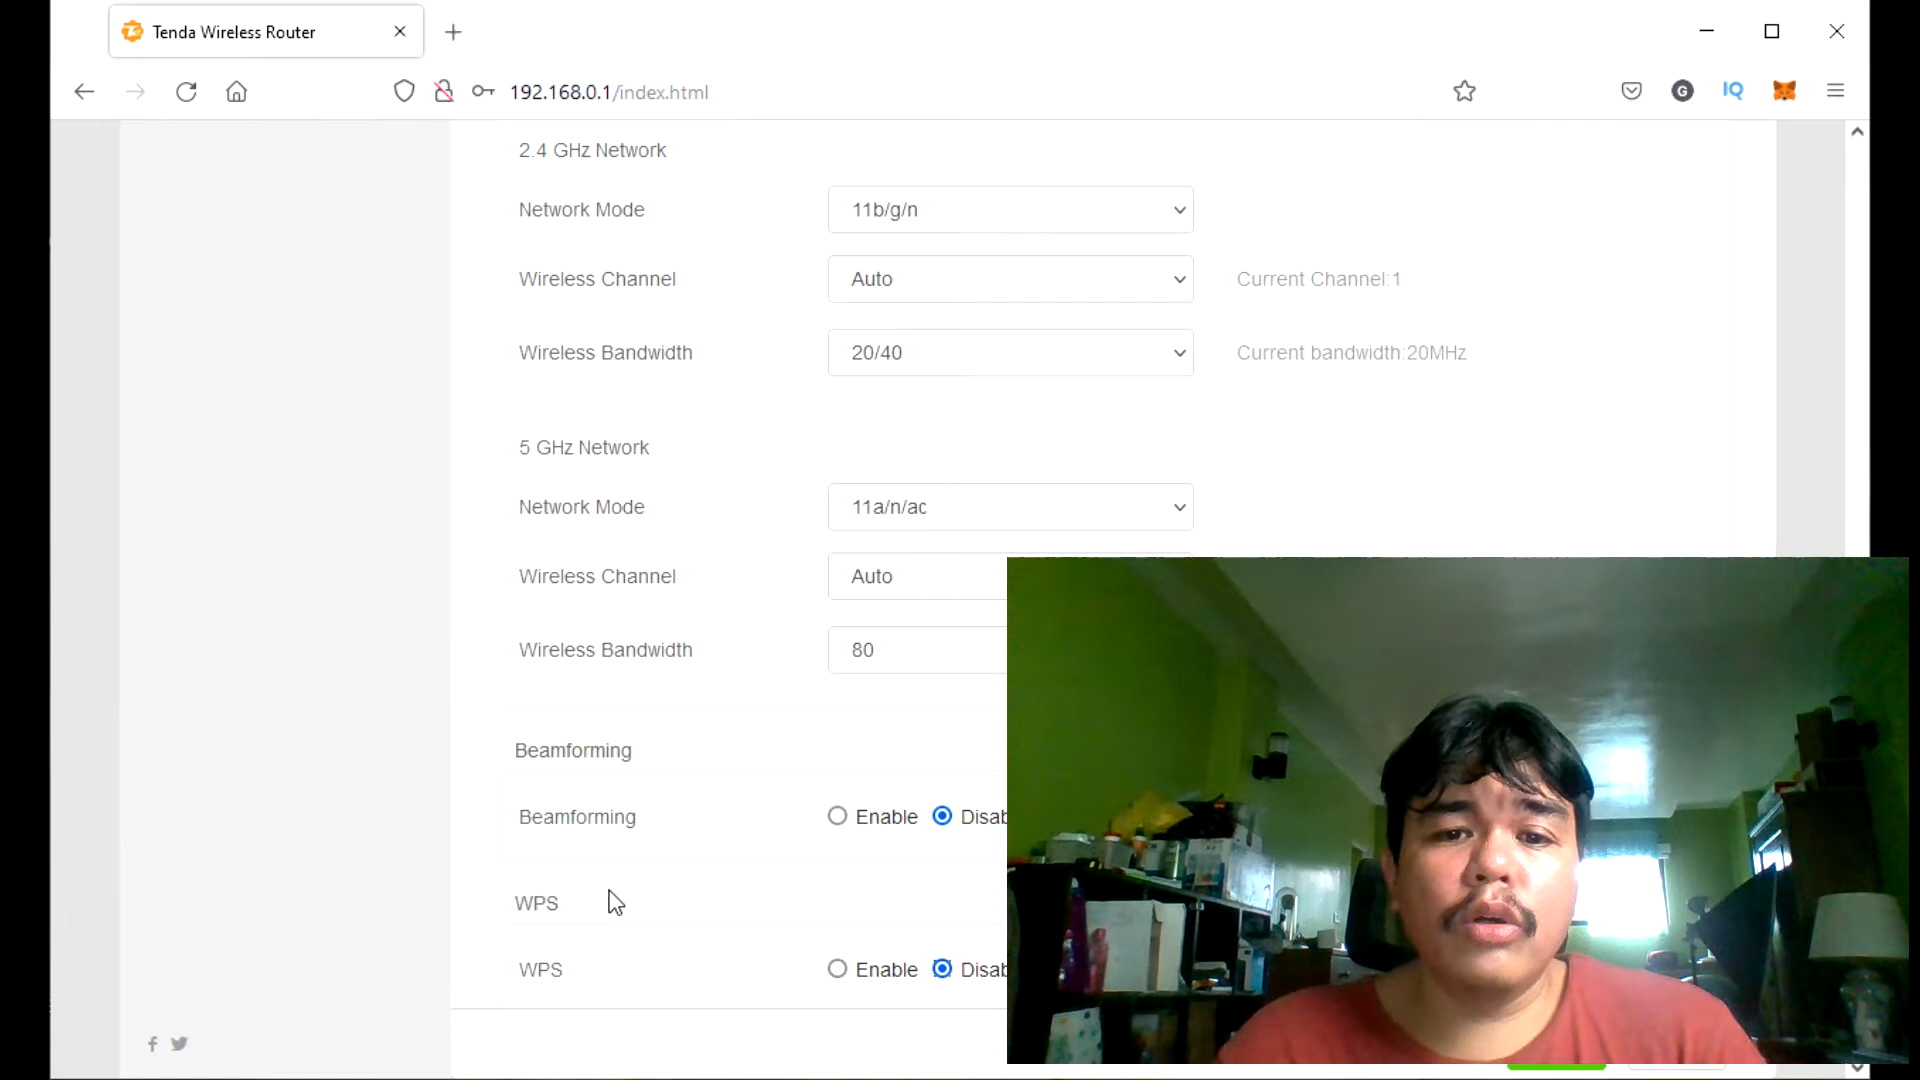 Tenda Wireless Router
192.168.0.1/index.html
G
IQ
2.4 GHz Network
Network Mode 11b/g/n
Wireless Channel Auto Current Channel:1
Wireless Bandwidth 20/40 Current bandwidth:20MHz
5 GHz Network
Network Mode 11a/n/ac
Wireless Channel Auto
Wireless Bandwidth 80
Beamforming
Beamforming Enable Disab
WPS
WPS Enable Disab